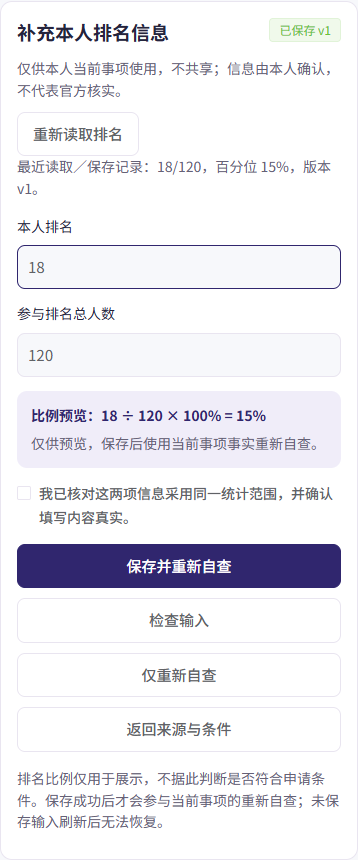 补充本人排名信息
已保存 v1
仅供本人当前事项使用，不共享；信息由本人确认，
不代表官方核实。
重新读取排名
最近读取／保存记录：18/120，百分位 15%，版本
v1。
本人排名
18
参与排名总人数
120
比例预览：18 ÷ 120 × 100% = 15%
仅供预览，保存后使用当前事项事实重新自查。
我已核对这两项信息采用同一统计范围，并确认
填写内容真实。
保存并重新自查
检查输入
仅重新自查
返回来源与条件
排名比例仅用于展示，不据此判断是否符合申请条
件。保存成功后才会参与当前事项的重新自查；未保
存输入刷新后无法恢复。